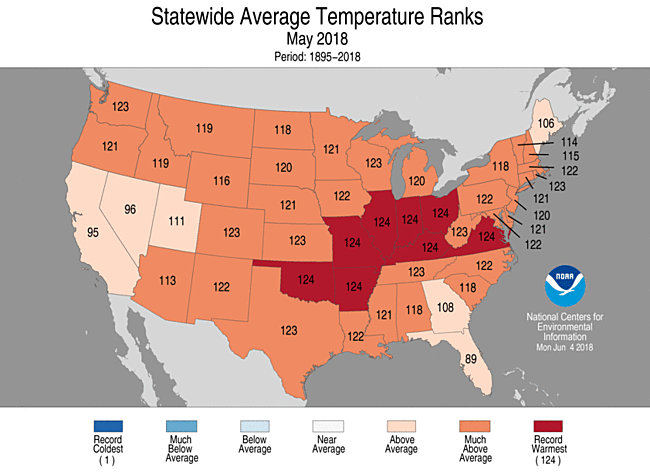 Statewide Average Temperature Ranks
May 2018
Period: 1895-2018
123
119
118
121
106
121
119
116
120
123
120
118
114
115
122
123
121
120
121
122
95
96
111
123
121
122
124
124
124
122
123
124
123
124
124
113
122
124
124
123
122
118
123
122
121
118
108
89
NOAA
National Centers for
Environmental
Information
Mon Jun 4 2018
Record
Coldest
( 1 )
Much
Below
Average
Below
Average
Near
Average
Above
Average
Much
Above
Average
Record
Warmest
( 124 )